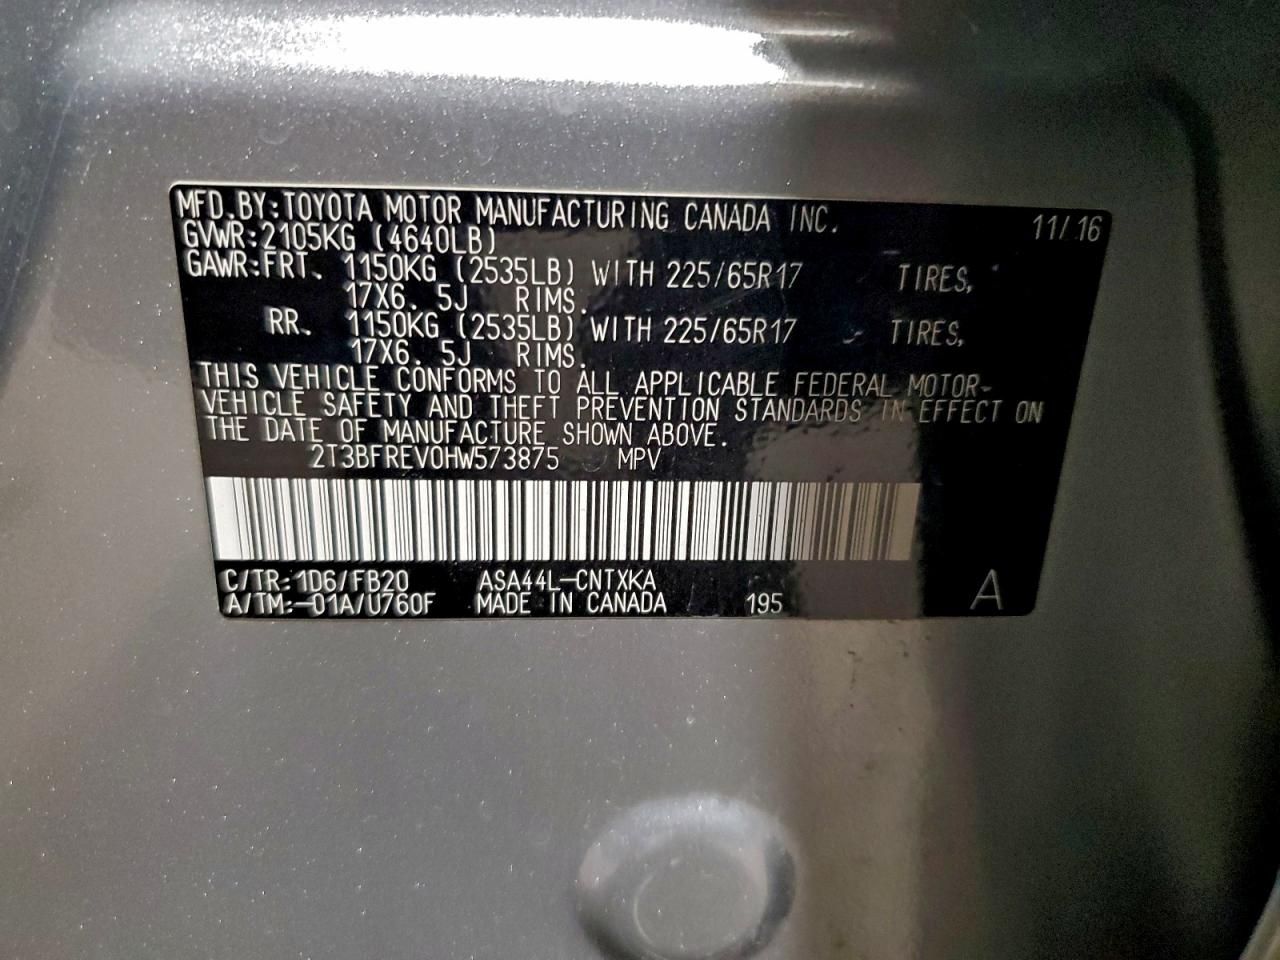 MFD.BY:TOYOTA MOTOR MANUFACTURING CANADA INC. 11/16
GVWR:2105KG (4640LB)
GAWR:FRT. 1150KG (2535LB) WITH 225/65R17 TIRES,
17X6.5J RIMS.
RR. 1150KG (2535LB) WITH 225/65R17 TIRES,
17X6.5J RIMS.
THIS VEHICLE CONFORMS TO ALL APPLICABLE FEDERAL MOTOR-
VEHICLE SAFETY AND THEFT PREVENTION STANDARDS IN EFFECT ON
THE DATE OF MANUFACTURE SHOWN ABOVE.
2T3BFREV0HW573875 MPV
C/TR:1D6/FB20 ASA44L-CNTXKA
A/TM:-01A/U760F MADE IN CANADA 195 A